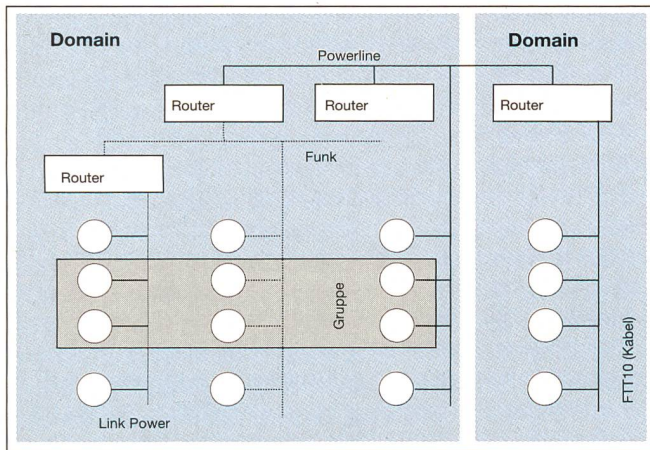 Domain
Domain
Powerline
Router
Router
Router
Funk
Router
Gruppe
FTT10 (Kabel)
Link Power